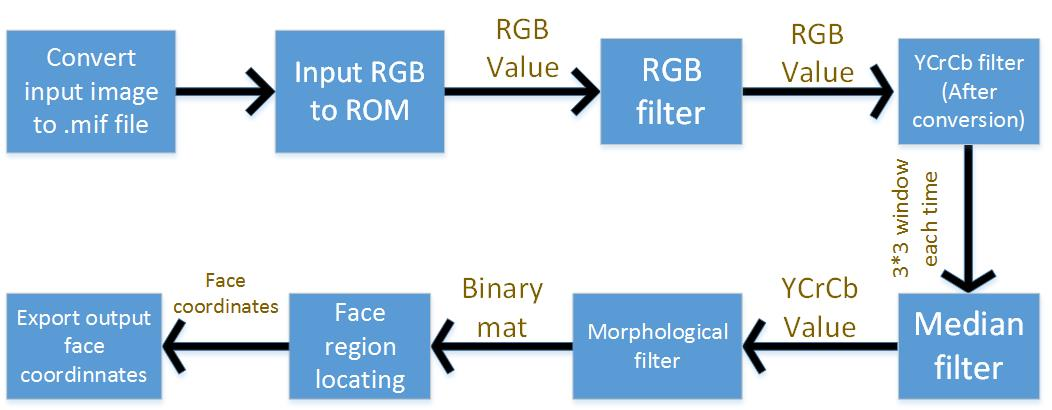 Convert
input image
to .mif file
Input RGB
to ROM
RGB
Value
RGB
filter
RGB
Value
YCrCb filter
(After
conversion)
3*3 window
each time
Median
filter
YCrCb
Value
Morphological
filter
Binary
mat
Face
region
locating
Face
coordinates
Export output
face
coordinnates